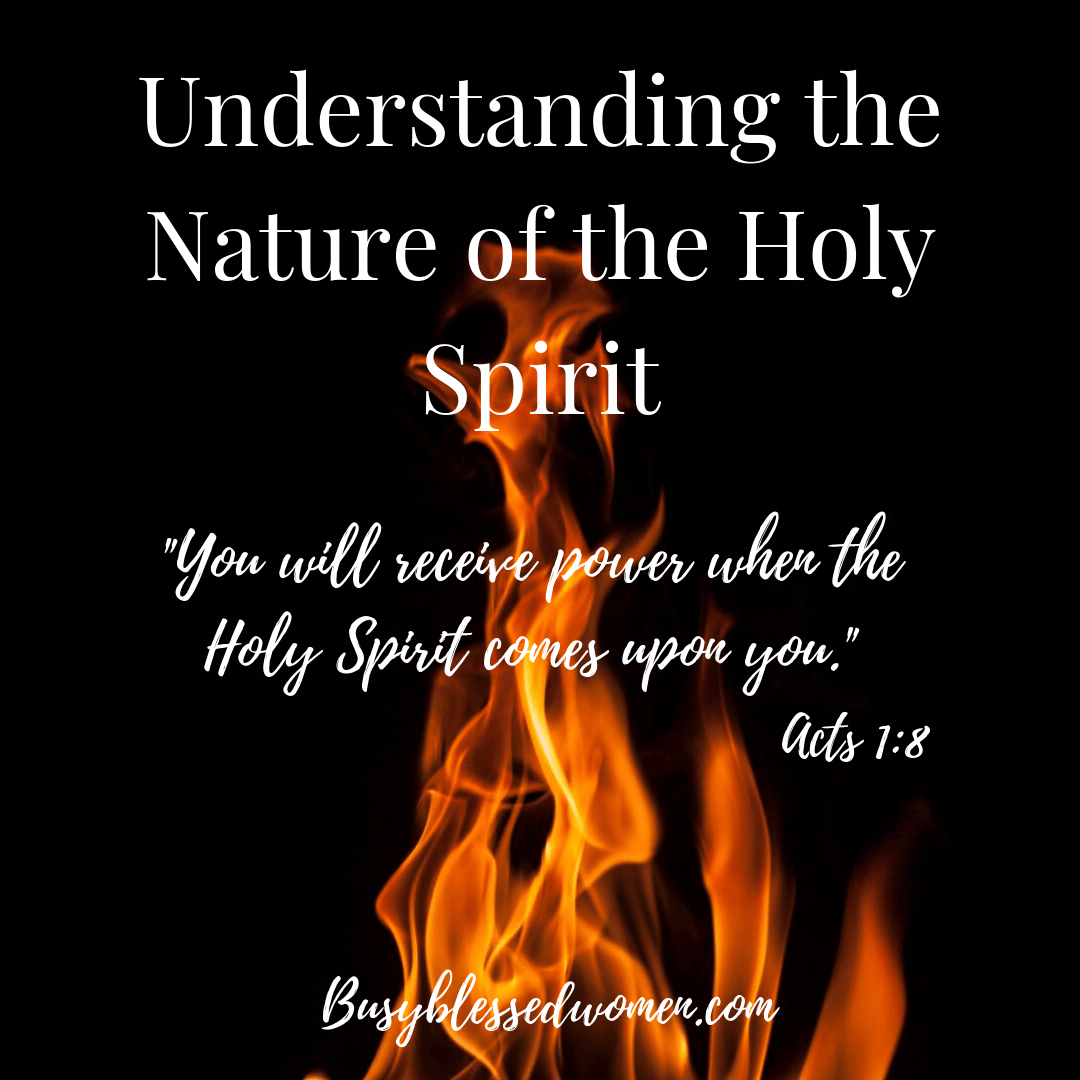 Understanding the
Nature of the Holy
Spirit
"You will receive power when the
Holy Spirit comes upon you."
Acts 1:8
Busyblessedwomen.com